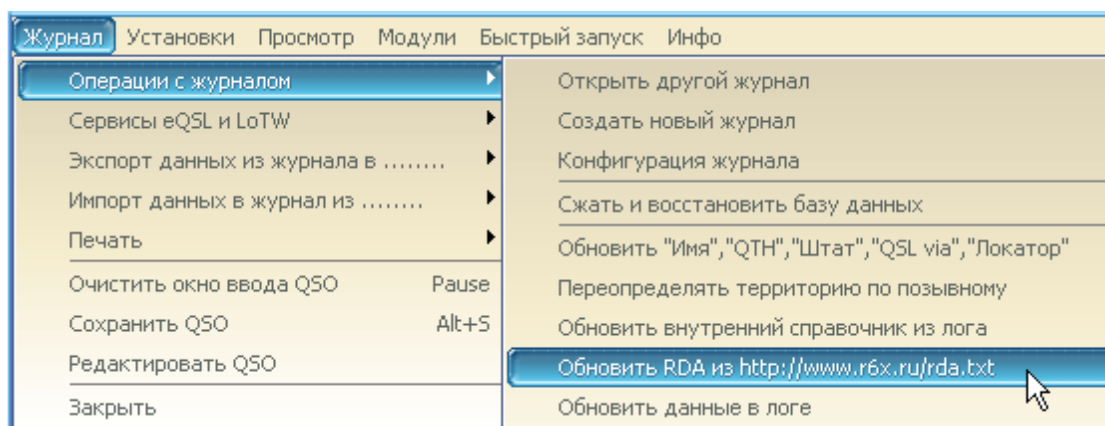 Журнал Установки Просмотр Модули Быстрый запуск Инфо
Операции с журналом
Сервисы eQSL и LoTW
Экспорт данных из журнала в ........
Импорт данных в журнал из ........
Печать
Очистить окно ввода QSO Pause
Сохранить QSO Alt+S
Редактировать QSO
Закрыть
Открыть другой журнал
Создать новый журнал
Конфигурация журнала
Сжать и восстановить базу данных
Обновить "Имя","QTH","Штат","QSL via","Локатор"
Переопределять территорию по позывному
Обновить внутренний справочник из лога
Обновить RDA из http://www.r6x.ru/rda.txt
Обновить данные в логе